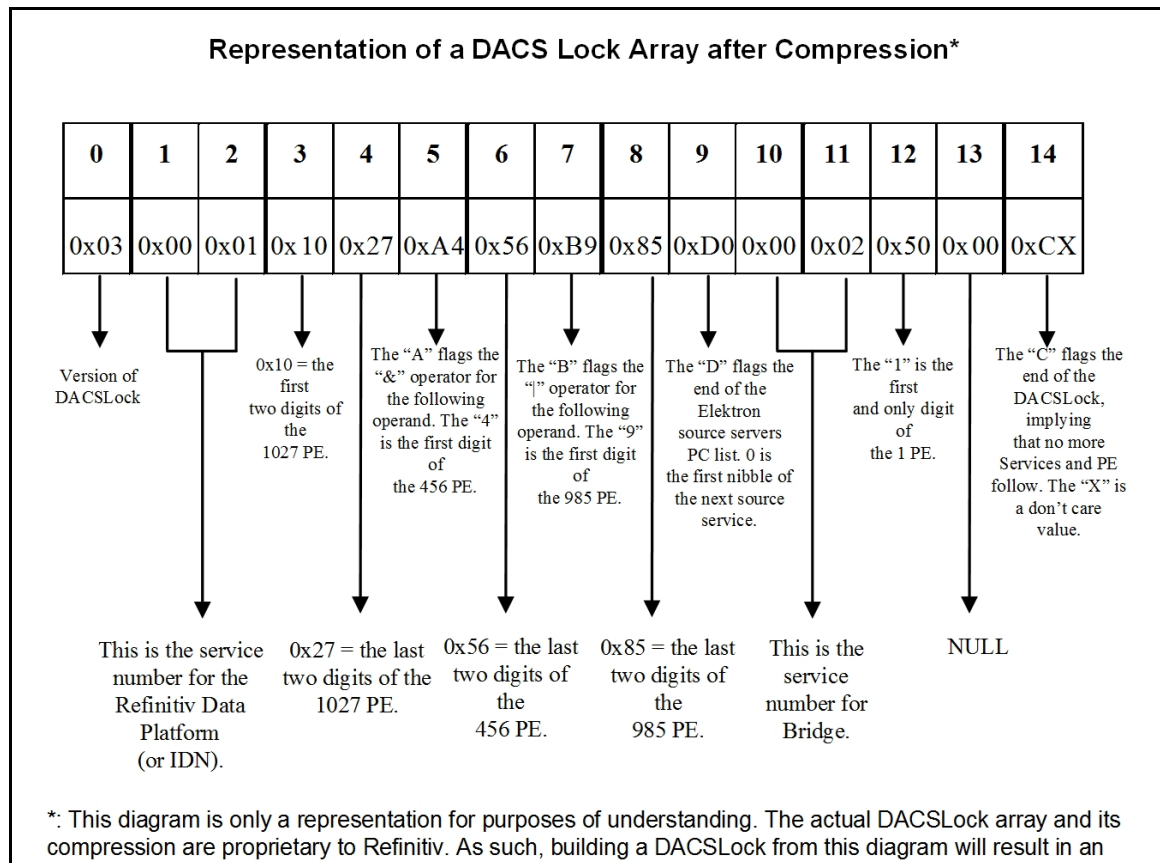 Representation of a DACS Lock Array after Compression*
0 1 2 3 4 5 6 7 8 9 10 11 12 13 14
0x03 0x00 0x01 0x10 0x27 0xA4 0x56 0xB9 0x85 0xD0 0x00 0x02 0x50 0x00 0xCX
Version of
DACSLock
0x10 = the
first
two digits of
the
1027 PE.
The “A” flags the
“&” operator for
the following
operand. The “4”
is the first digit
of
the 456 PE.
The “B” flags the
“|” operator for
the following
operand. The “9”
is the first digit
of
the 985 PE.
The “D” flags the
end of the
Elektron
source servers
PC list. 0 is
the first nibble of
the next source
service.
The “1” is
the first
and only digit
of
the 1 PE.
The “C” flags the
end of the
DACSLock,
implying
that no more
Services and PE
follow. The “X” is
a don’t care
value.
This is the service
number for the
Refinitiv Data
Platform
(or IDN).
0x27 = the last
two digits of the
1027 PE.
0x56 = the last
two digits of
the
456 PE.
0x85 = the last
two digits of
the
985 PE.
This is the
service
number for
Bridge.
NULL
*: This diagram is only a representation for purposes of understanding. The actual DACSLock array and its
compression are proprietary to Refinitiv. As such, building a DACSLock from this diagram will result in an